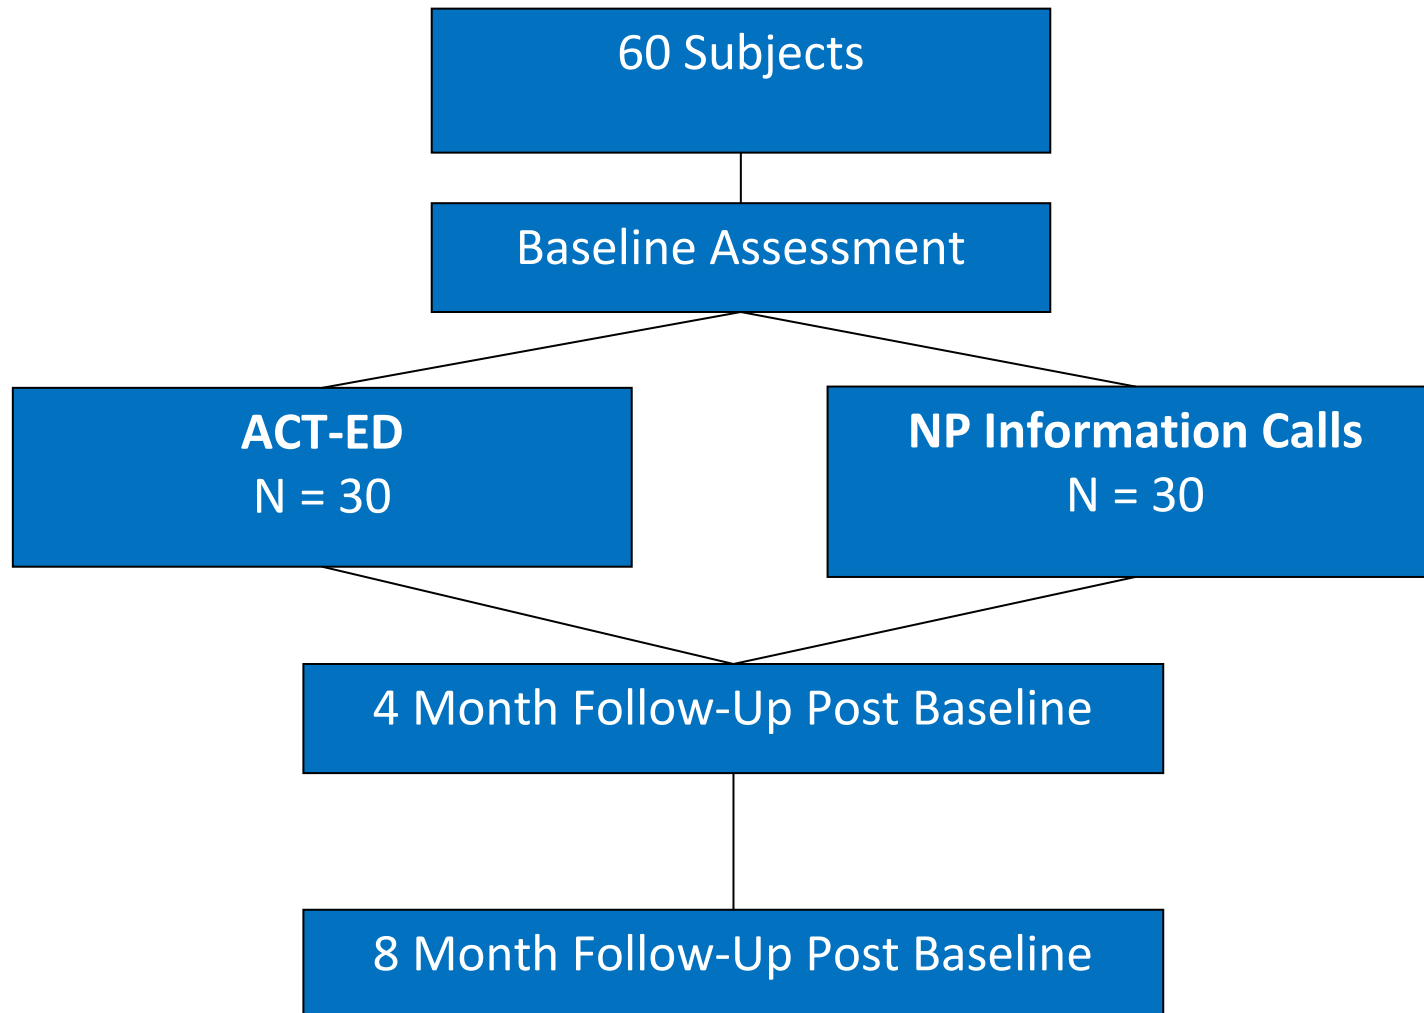 60 Subjects
Baseline Assessment
ACT-ED
N = 30
NP Information Calls
N = 30
4 Month Follow-Up Post Baseline
8 Month Follow-Up Post Baseline